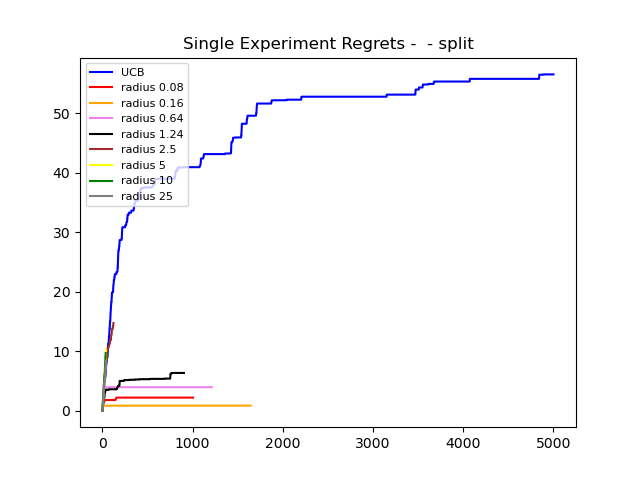 Single Experiment Regrets -  - split
UCB
radius 0.08
radius 0.16
radius 0.64
radius 1.24
radius 2.5
radius 5
radius 10
radius 25
50
40
30
20
10
0
0 1000 2000 3000 4000 5000